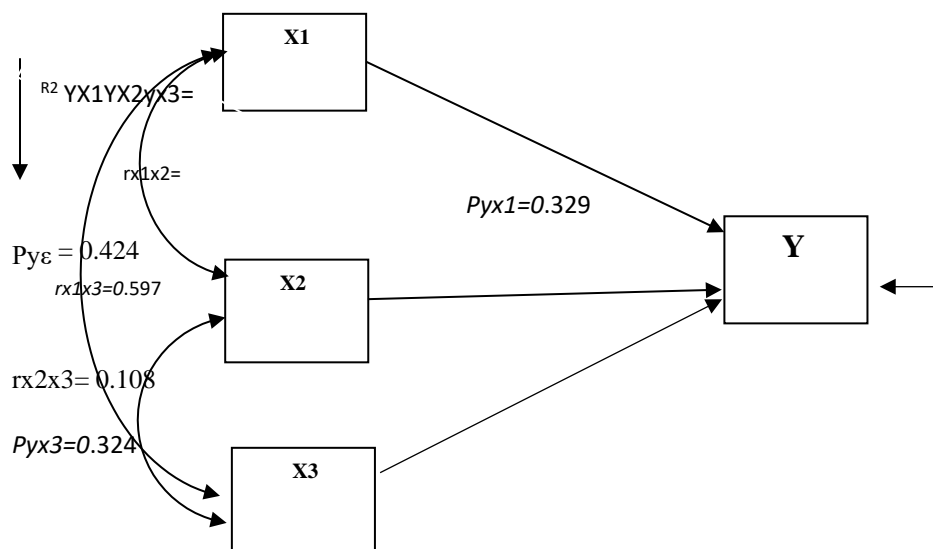 X1
R2 YX1YX2yx3=
rx1x2=
Pyx1=0.329
Y
Pyε = 0.424
X2
rx1x3=0.597
rx2x3= 0.108
Pyx3=0.324
X3